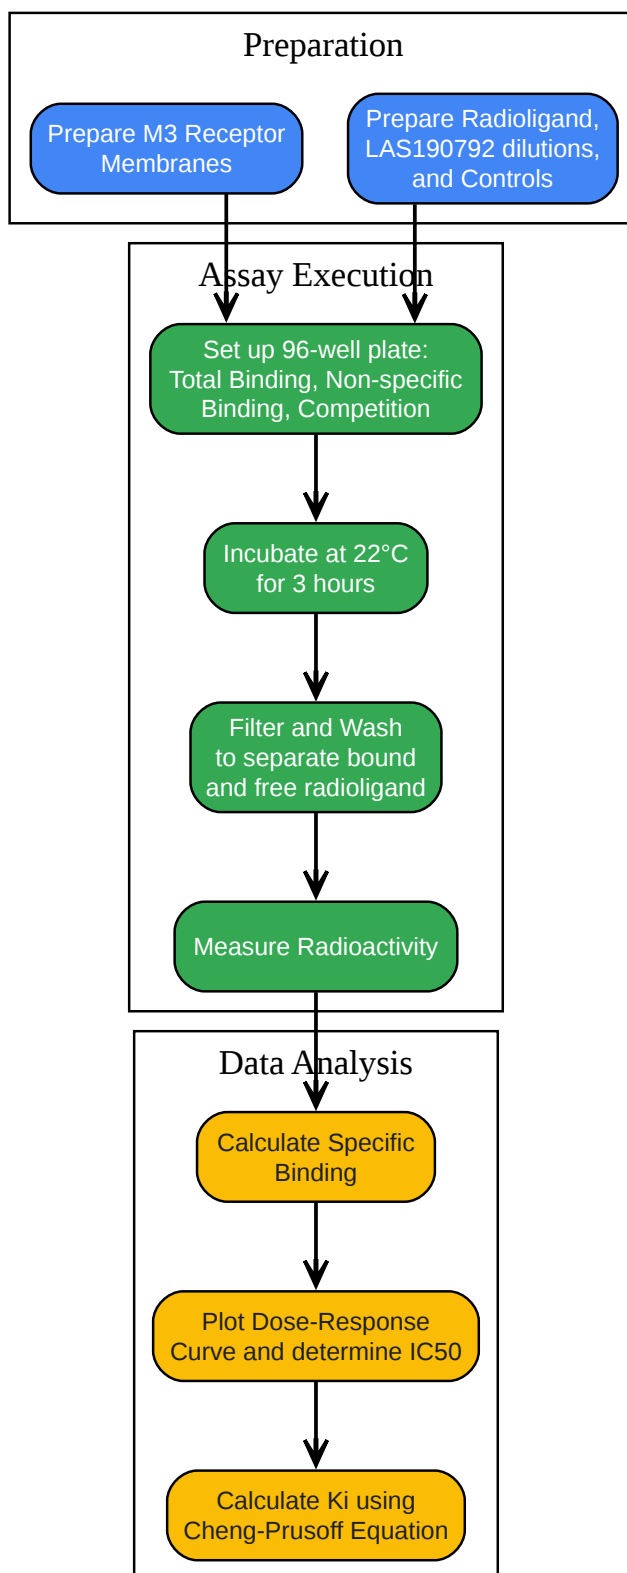 Preparation
Prepare M3 Receptor
Membranes
Prepare Radioligand,
LAS190792 dilutions,
and Controls
Assay Execution
Set up 96-well plate:
Total Binding, Non-specific
Binding, Competition
Incubate at 22°C
for 3 hours
Filter and Wash
to separate bound
and free radioligand
Measure Radioactivity
Data Analysis
Calculate Specific
Binding
Plot Dose-Response
Curve and determine IC50
Calculate Ki using
Cheng-Prusoff Equation